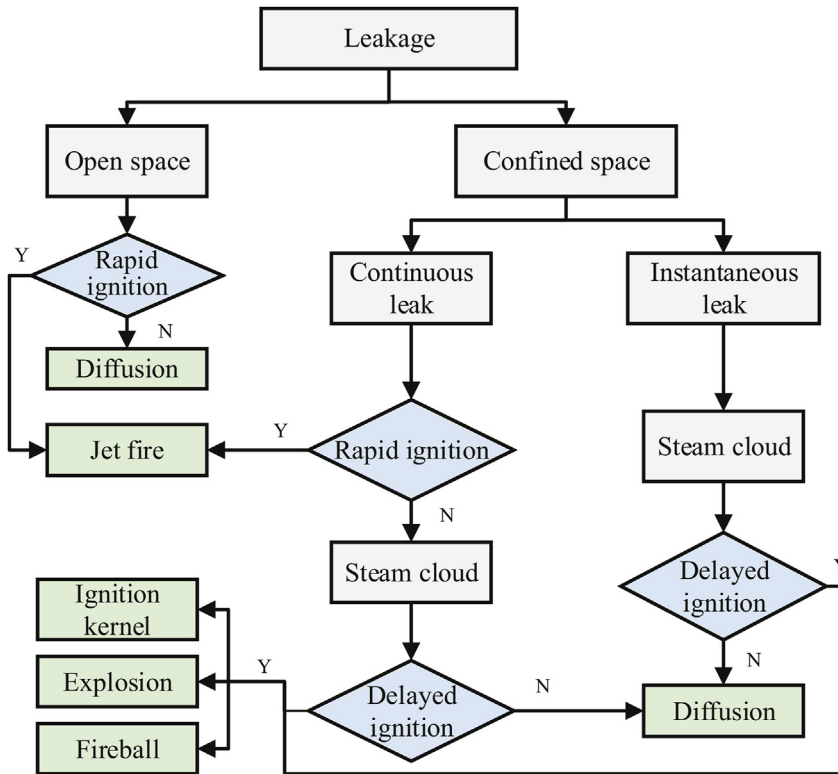 Leakage
Open space
Confined space
Y
Rapid
ignition
N
Diffusion
Continuous
leak
Instantaneous
leak
Jet fire
Y
Rapid ignition
N
Steam cloud
Steam cloud
Delayed
ignition
Y
N
Diffusion
Ignition
kernel
Explosion
Fireball
Y
Delayed
ignition
N